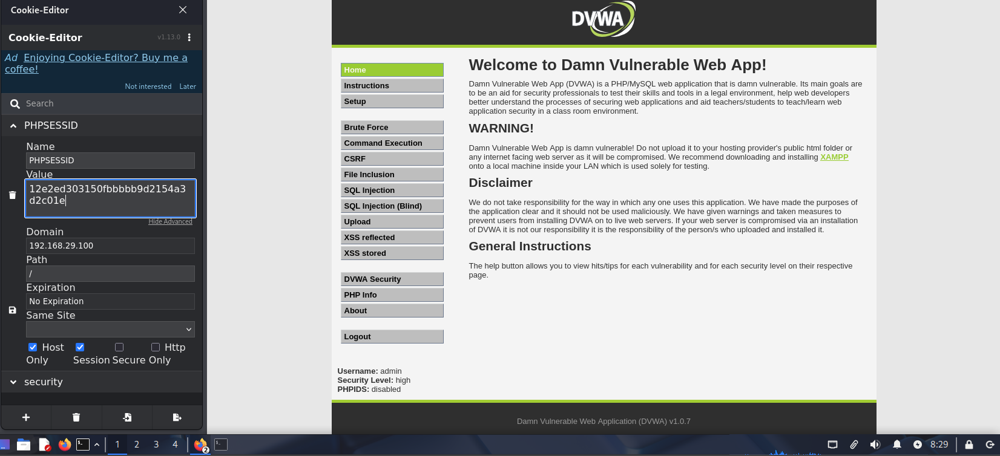 Cookie-Editor
Cookie-Editor v1.13.0
Ad Enjoying Cookie-Editor? Buy me a
coffee!
Not interested Later
Search
PHPSESSID
Name
PHPSESSID
Value
12e2ed303150fbbbbb9d2154a3
d2c01e
Hide Advanced
Domain
192.168.29.100
Path
/
Expiration
No Expiration
Same Site
Host Only
Session
Secure
Http Only
security
DVWA
Home
Instructions
Setup
Brute Force
Command Execution
CSRF
File Inclusion
SQL Injection
SQL Injection (Blind)
Upload
XSS reflected
XSS stored
DVWA Security
PHP Info
About
Logout
Welcome to Damn Vulnerable Web App!
Damn Vulnerable Web App (DVWA) is a PHP/MySQL web application that is damn vulnerable. Its main goals are
to be an aid for security professionals to test their skills and tools in a legal environment, help web developers
better understand the processes of securing web applications and aid teachers/students to teach/learn web
application security in a class room environment.
WARNING!
Damn Vulnerable Web App is damn vulnerable! Do not upload it to your hosting provider's public html folder or
any internet facing web server as it will be compromised. We recommend downloading and installing XAMPP
onto a local machine inside your LAN which is used solely for testing.
Disclaimer
We do not take responsibility for the way in which any one uses this application. We have made the purposes of
the application clear and it should not be used maliciously. We have given warnings and taken measures to
prevent users from installing DVWA on to live web servers. If your web server is compromised via an installation
of DVWA it is not our responsibility it is the responsibility of the person/s who uploaded and installed it.
General Instructions
The help button allows you to view hits/tips for each vulnerability and for each security level on their respective
page.
Username: admin
Security Level: high
PHPIDS: disabled
Damn Vulnerable Web Application (DVWA) v1.0.7
1 2 3 4
2
8:29